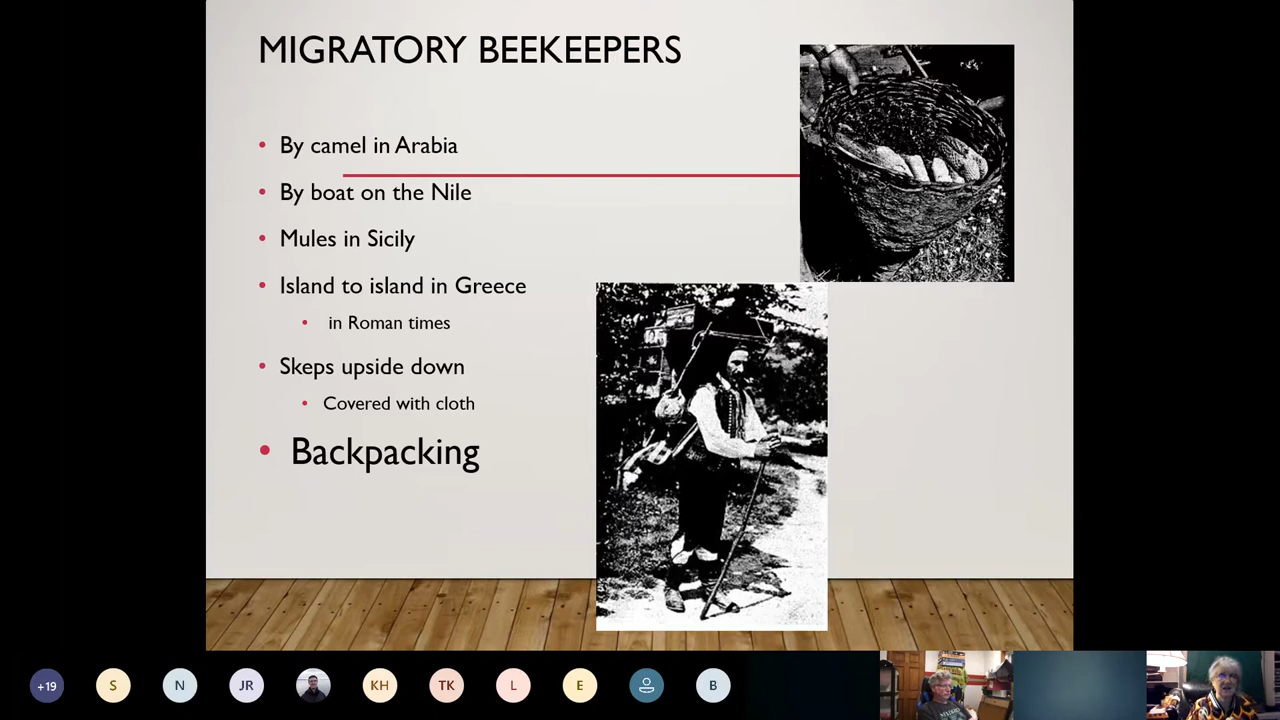 MIGRATORY BEEKEEPERS
• By camel in Arabia
• By boat on the Nile
• Mules in Sicily
• Island to island in Greece
• in Roman times
• Skeps upside down
• Covered with cloth
• Backpacking
+19 S N JR KH TK L E B